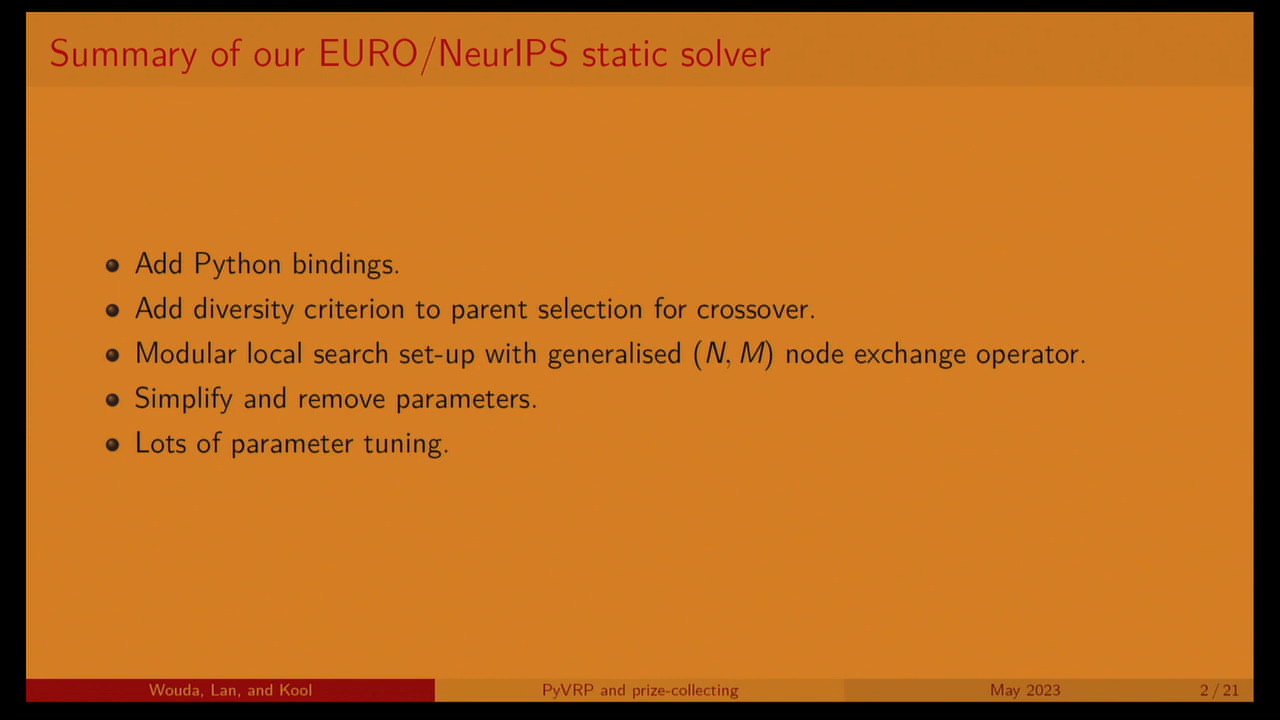 Summary of our EURO/NeurIPS static solver
Add Python bindings.
Add diversity criterion to parent selection for crossover.
Modular local search set-up with generalised (N, M) node exchange operator.
Simplify and remove parameters.
Lots of parameter tuning.
Wouda, Lan, and Kool PyVRP and prize-collecting May 2023 2 / 21